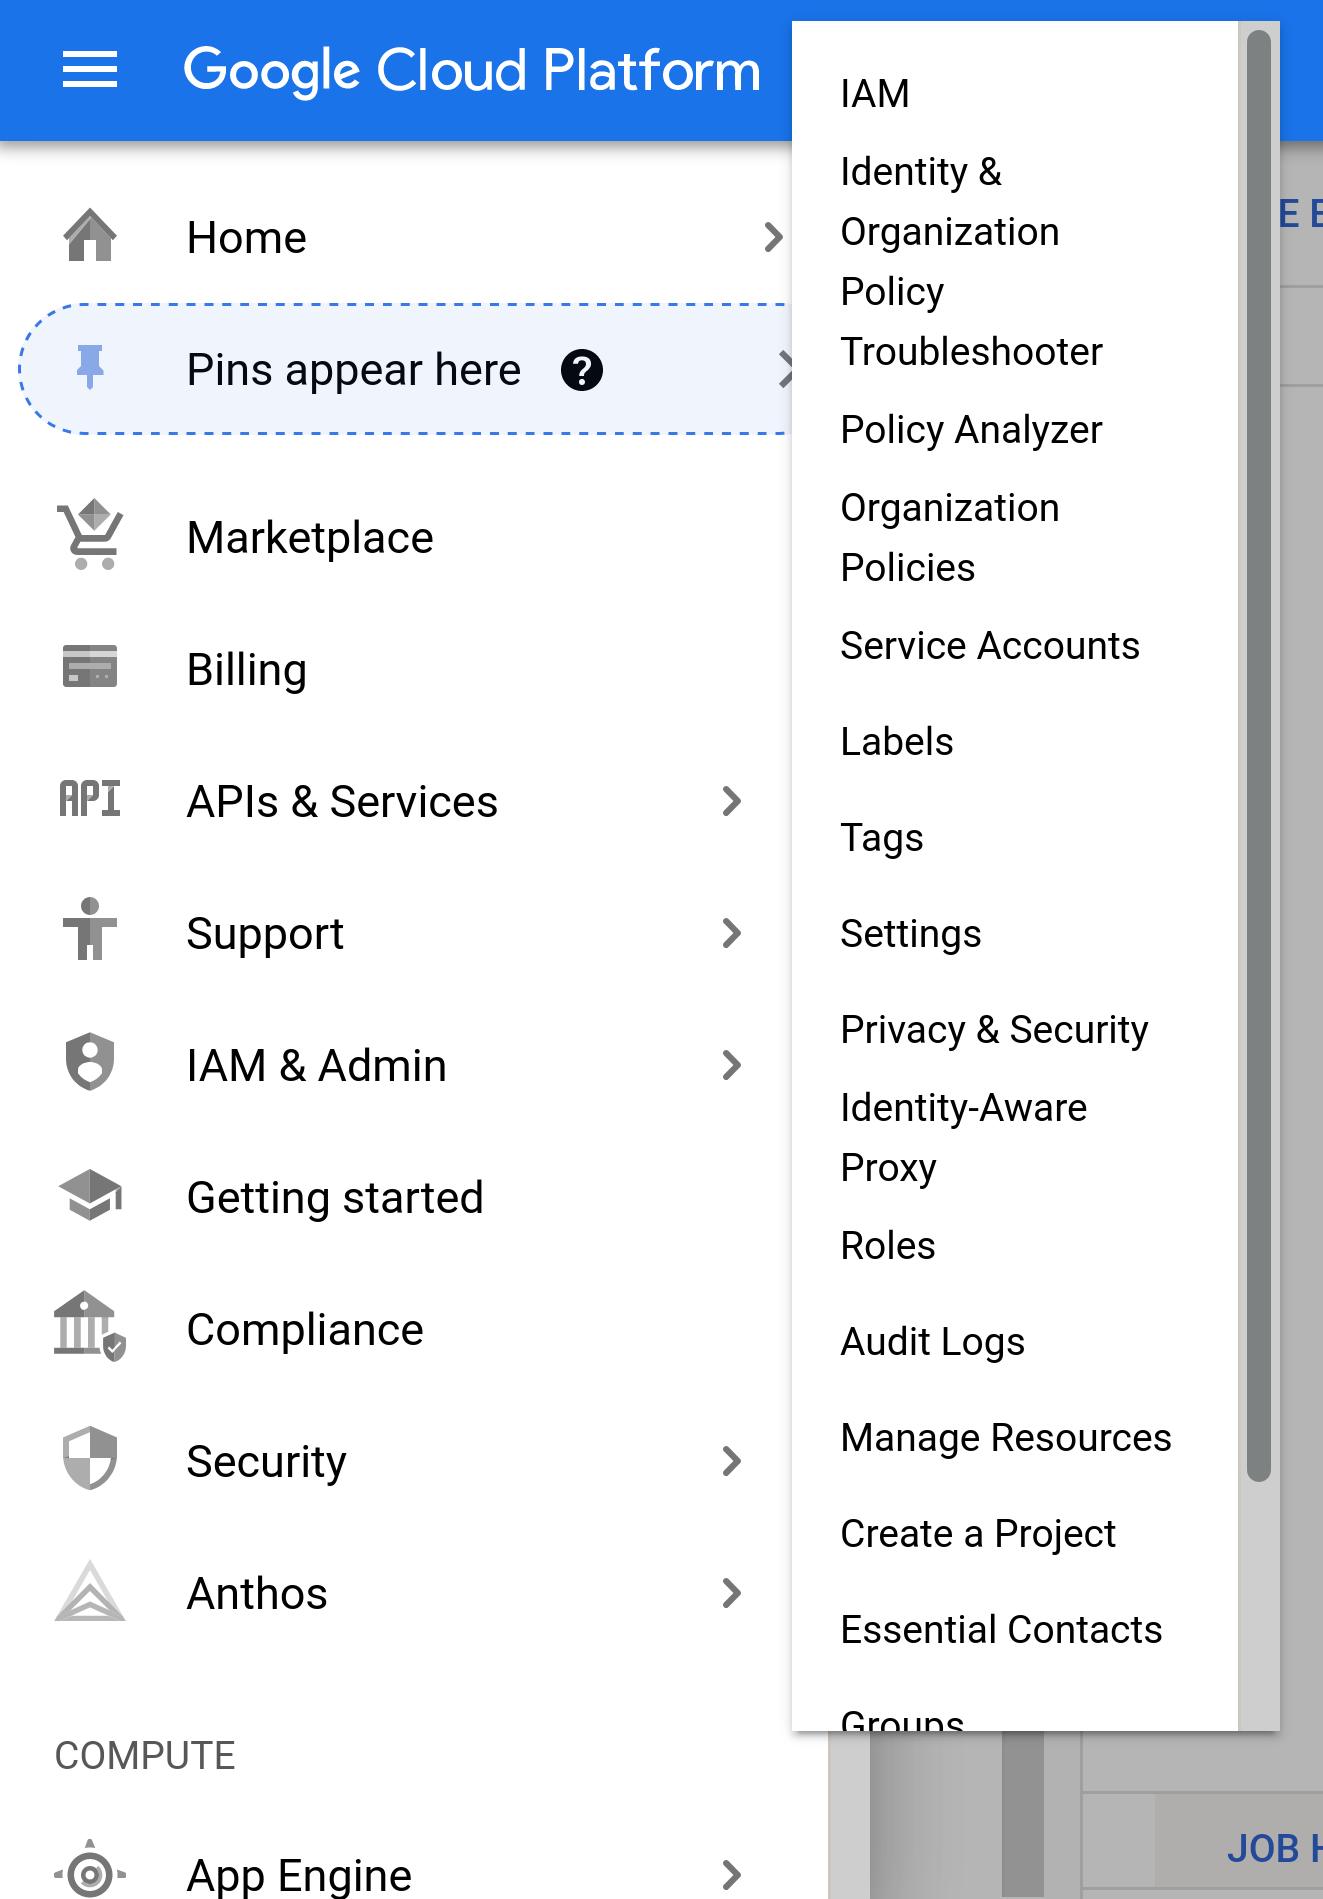 Google Cloud Platform
Home
Pins appear here
Marketplace
Billing
API APIs & Services
Support
IAM & Admin
Getting started
Compliance
Security
Anthos
COMPUTE
App Engine
IAM
Identity &
Organization
Policy
Troubleshooter
Policy Analyzer
Organization
Policies
Service Accounts
Labels
Tags
Settings
Privacy & Security
Identity-Aware
Proxy
Roles
Audit Logs
Manage Resources
Create a Project
Essential Contacts
Groups
JOB